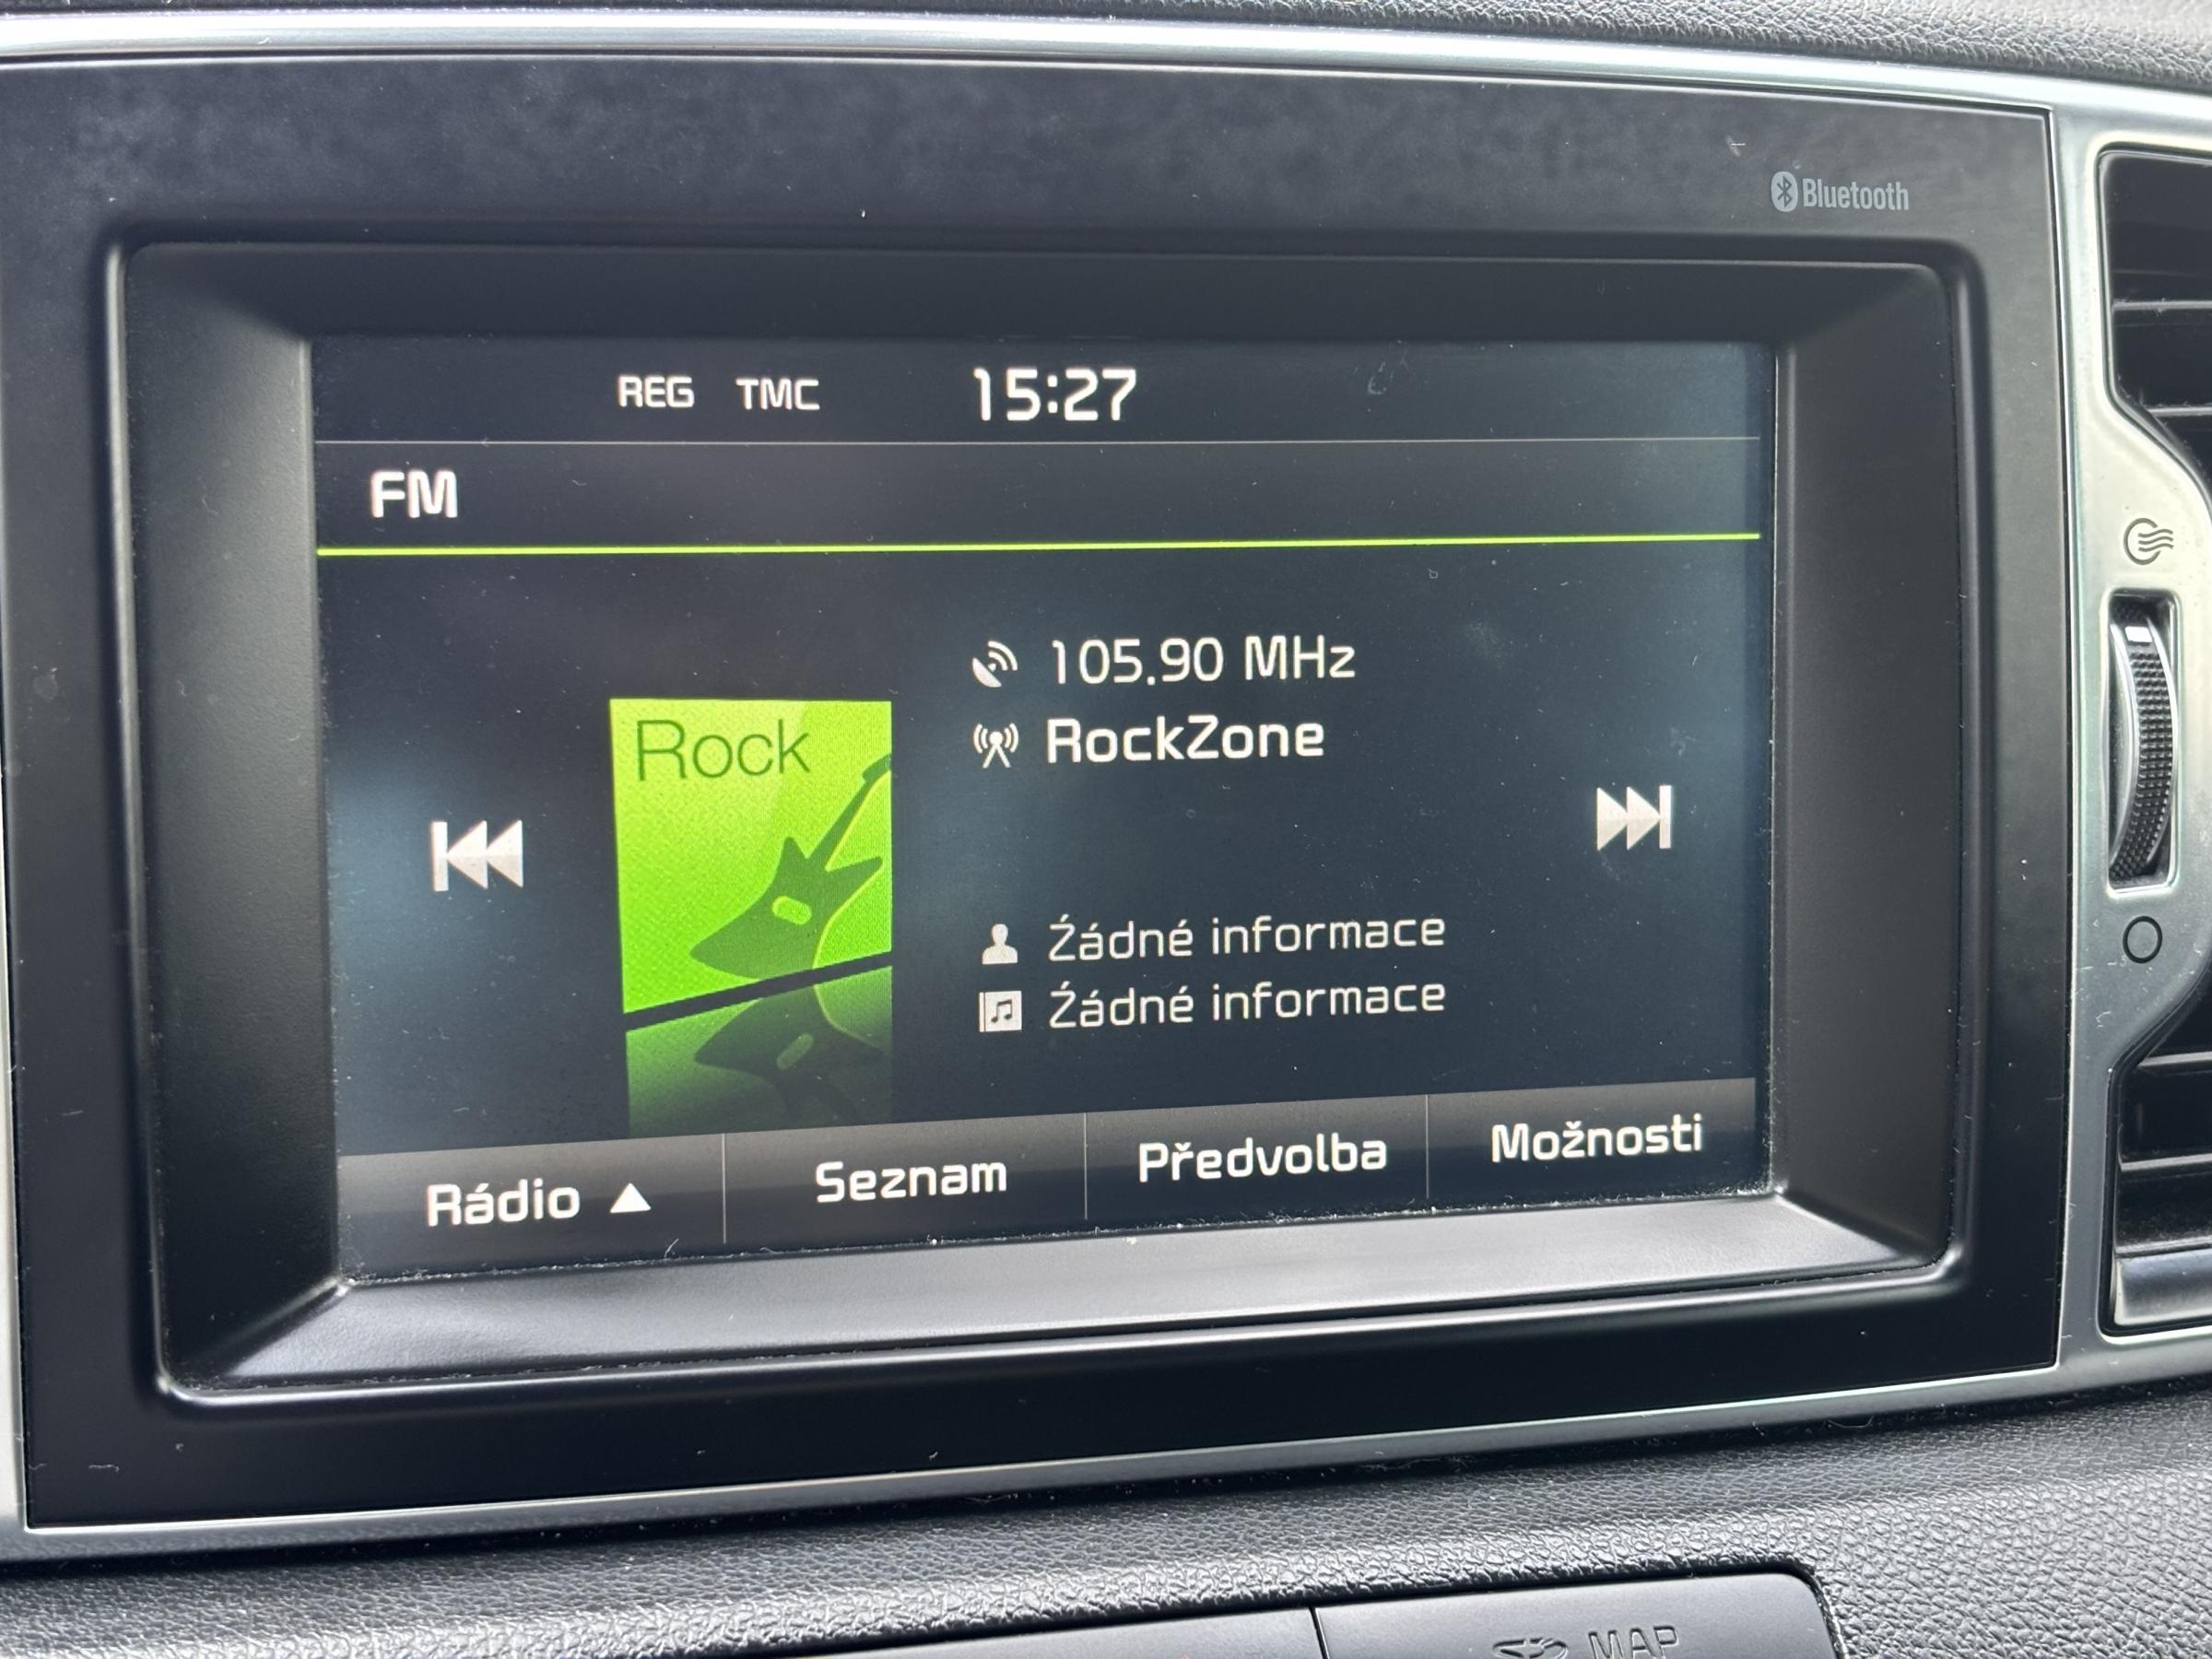 Bluetooth
REG TMC 15:27
FM
105.90 MHz
RockZone
Rock
Žádné informace
Žádné informace
Rádio ▲ Seznam Předvolba Možnosti
MAP